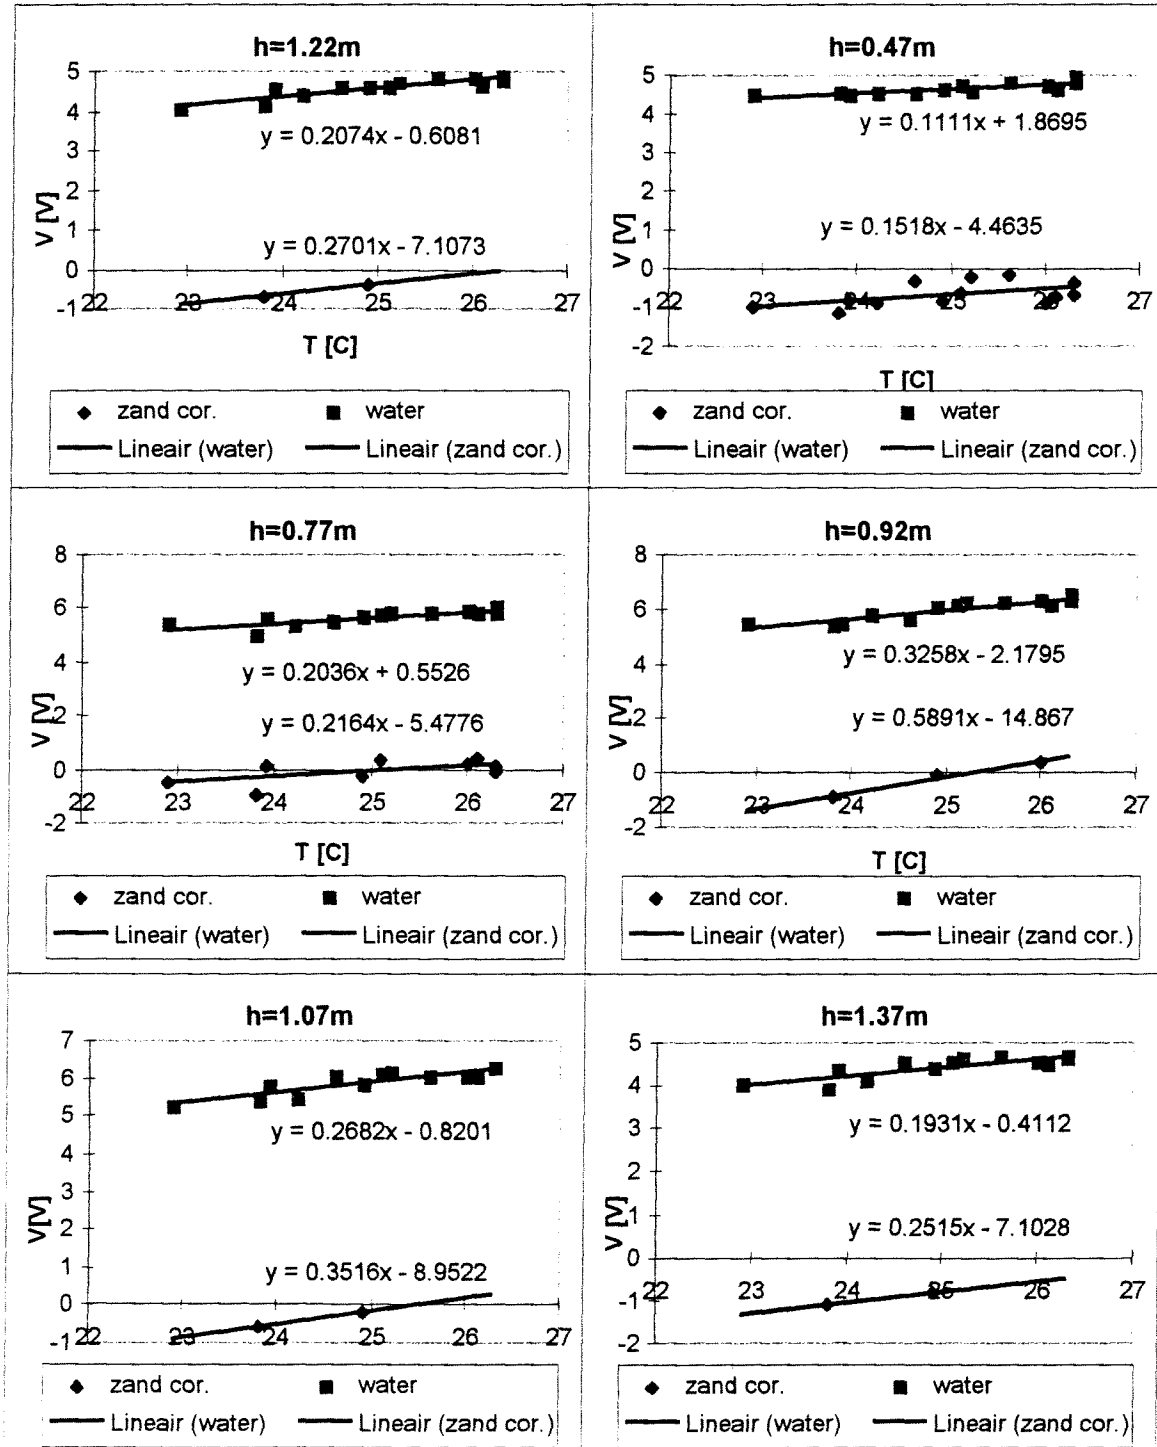 h=1.22m
5
4
3
2
1
0
-1
V [V]
y = 0.2074x - 0.6081
y = 0.2701x - 7.1073
22 23 24 25 26 27
T [C]
zand cor. water
Lineair (water) Lineair (zand cor.)
h=0.47m
5
4
3
2
1
0
-1
-2
V [V]
y = 0.1111x + 1.8695
y = 0.1518x - 4.4635
22 23 24 25 26 27
T [C]
zand cor. water
Lineair (water) Lineair (zand cor.)
h=0.77m
8
6
4
2
0
-2
V [V]
y = 0.2036x + 0.5526
y = 0.2164x - 5.4776
22 23 24 25 26 27
T [C]
zand cor. water
Lineair (water) Lineair (zand cor.)
h=0.92m
8
6
4
2
0
-2
V [V]
y = 0.3258x - 2.1795
y = 0.5891x - 14.867
22 23 24 25 26 27
T [C]
zand cor. water
Lineair (water) Lineair (zand cor.)
h=1.07m
7
6
5
4
3
2
1
0
-1
V[V]
y = 0.2682x - 0.8201
y = 0.3516x - 8.9522
22 23 24 25 26 27
zand cor. water
Lineair (water) Lineair (zand cor.)
h=1.37m
5
4
3
2
1
0
-1
-2
V [V]
y = 0.1931x - 0.4112
y = 0.2515x - 7.1028
22 23 24 25 26 27
zand cor. water
Lineair (water) Lineair (zand cor.)